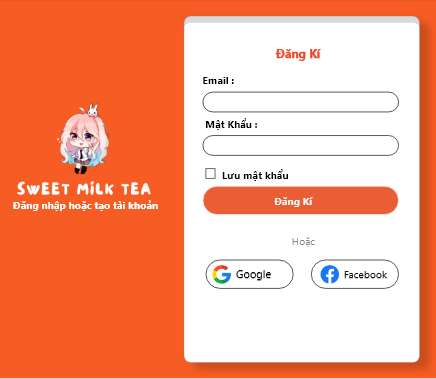 SWEET MiLK TEA
Đăng nhập hoặc tạo tài khoản
Đăng Kí
Email :
Mật Khẩu :
Lưu mật khẩu
Đăng Kí
Hoặc
Google
Facebook